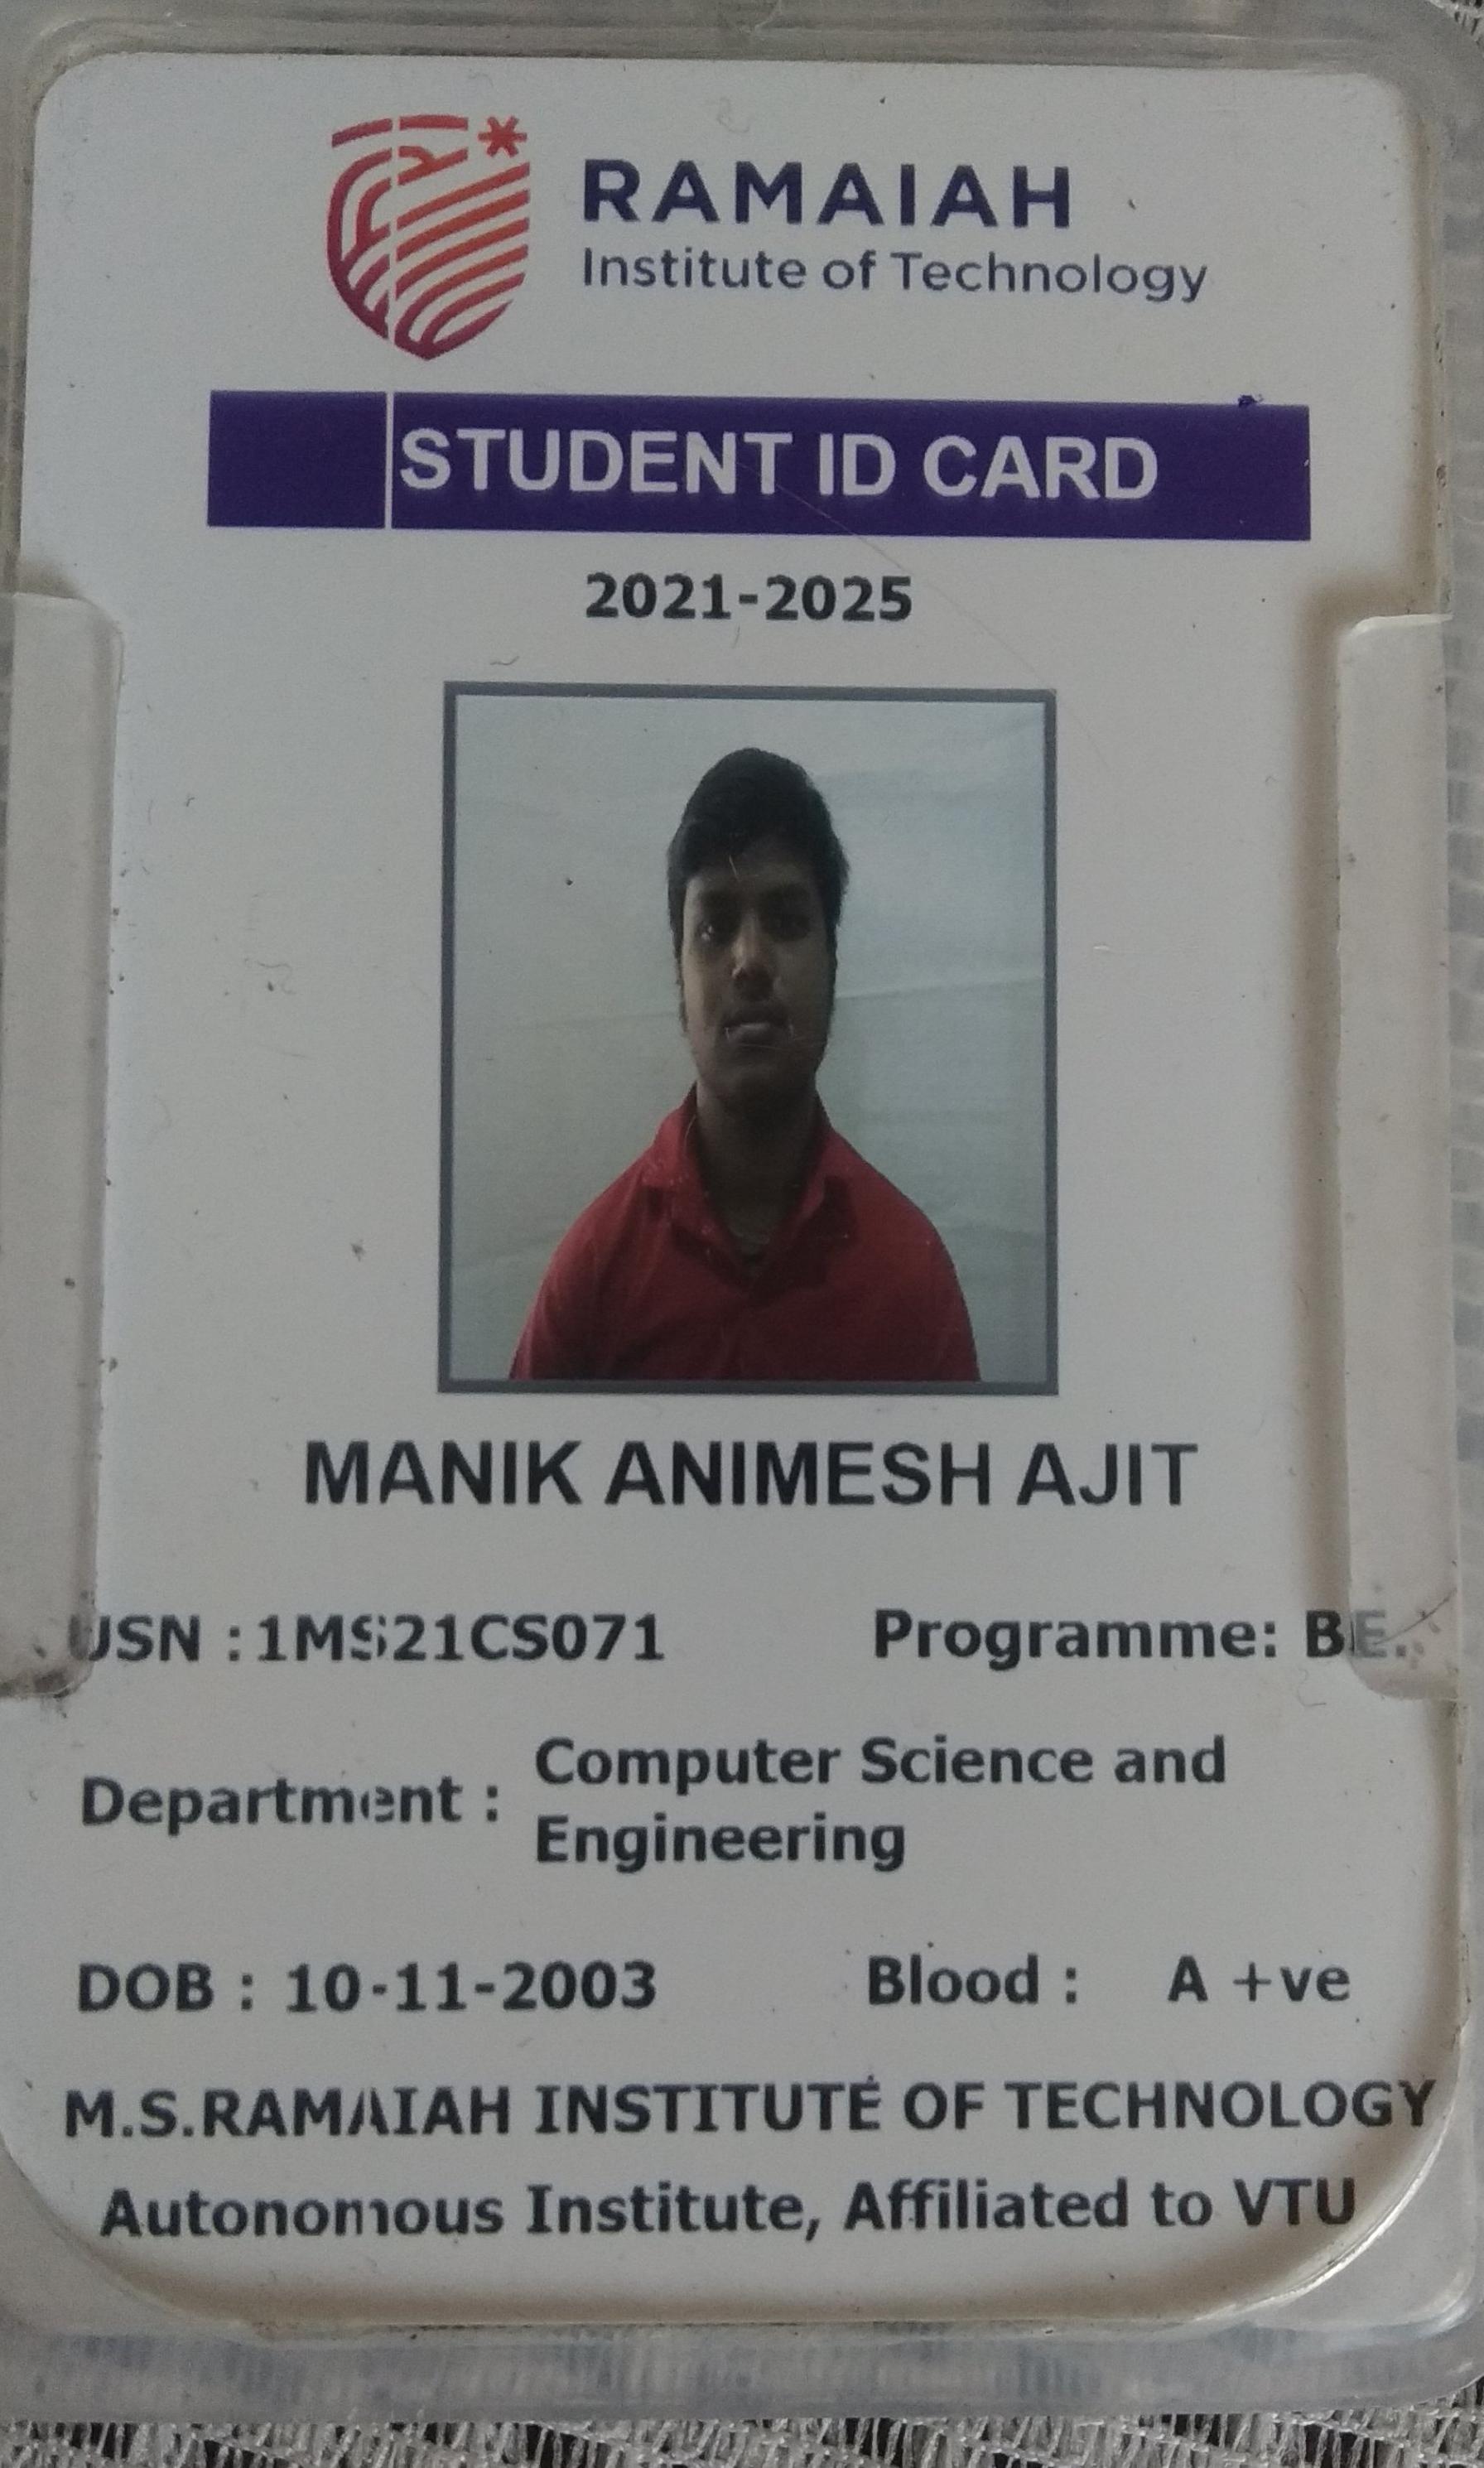 RAMAIAH
Institute of Technology
STUDENT ID CARD
2021-2025
MANIK ANIMESH AJIT
USN : 1MS21CS071 Programme: BE.
Department : Computer Science and
Engineering
DOB : 10-11-2003 Blood : A +ve
M.S.RAMAIAH INSTITUTE OF TECHNOLOGY
Autonomous Institute, Affiliated to VTU